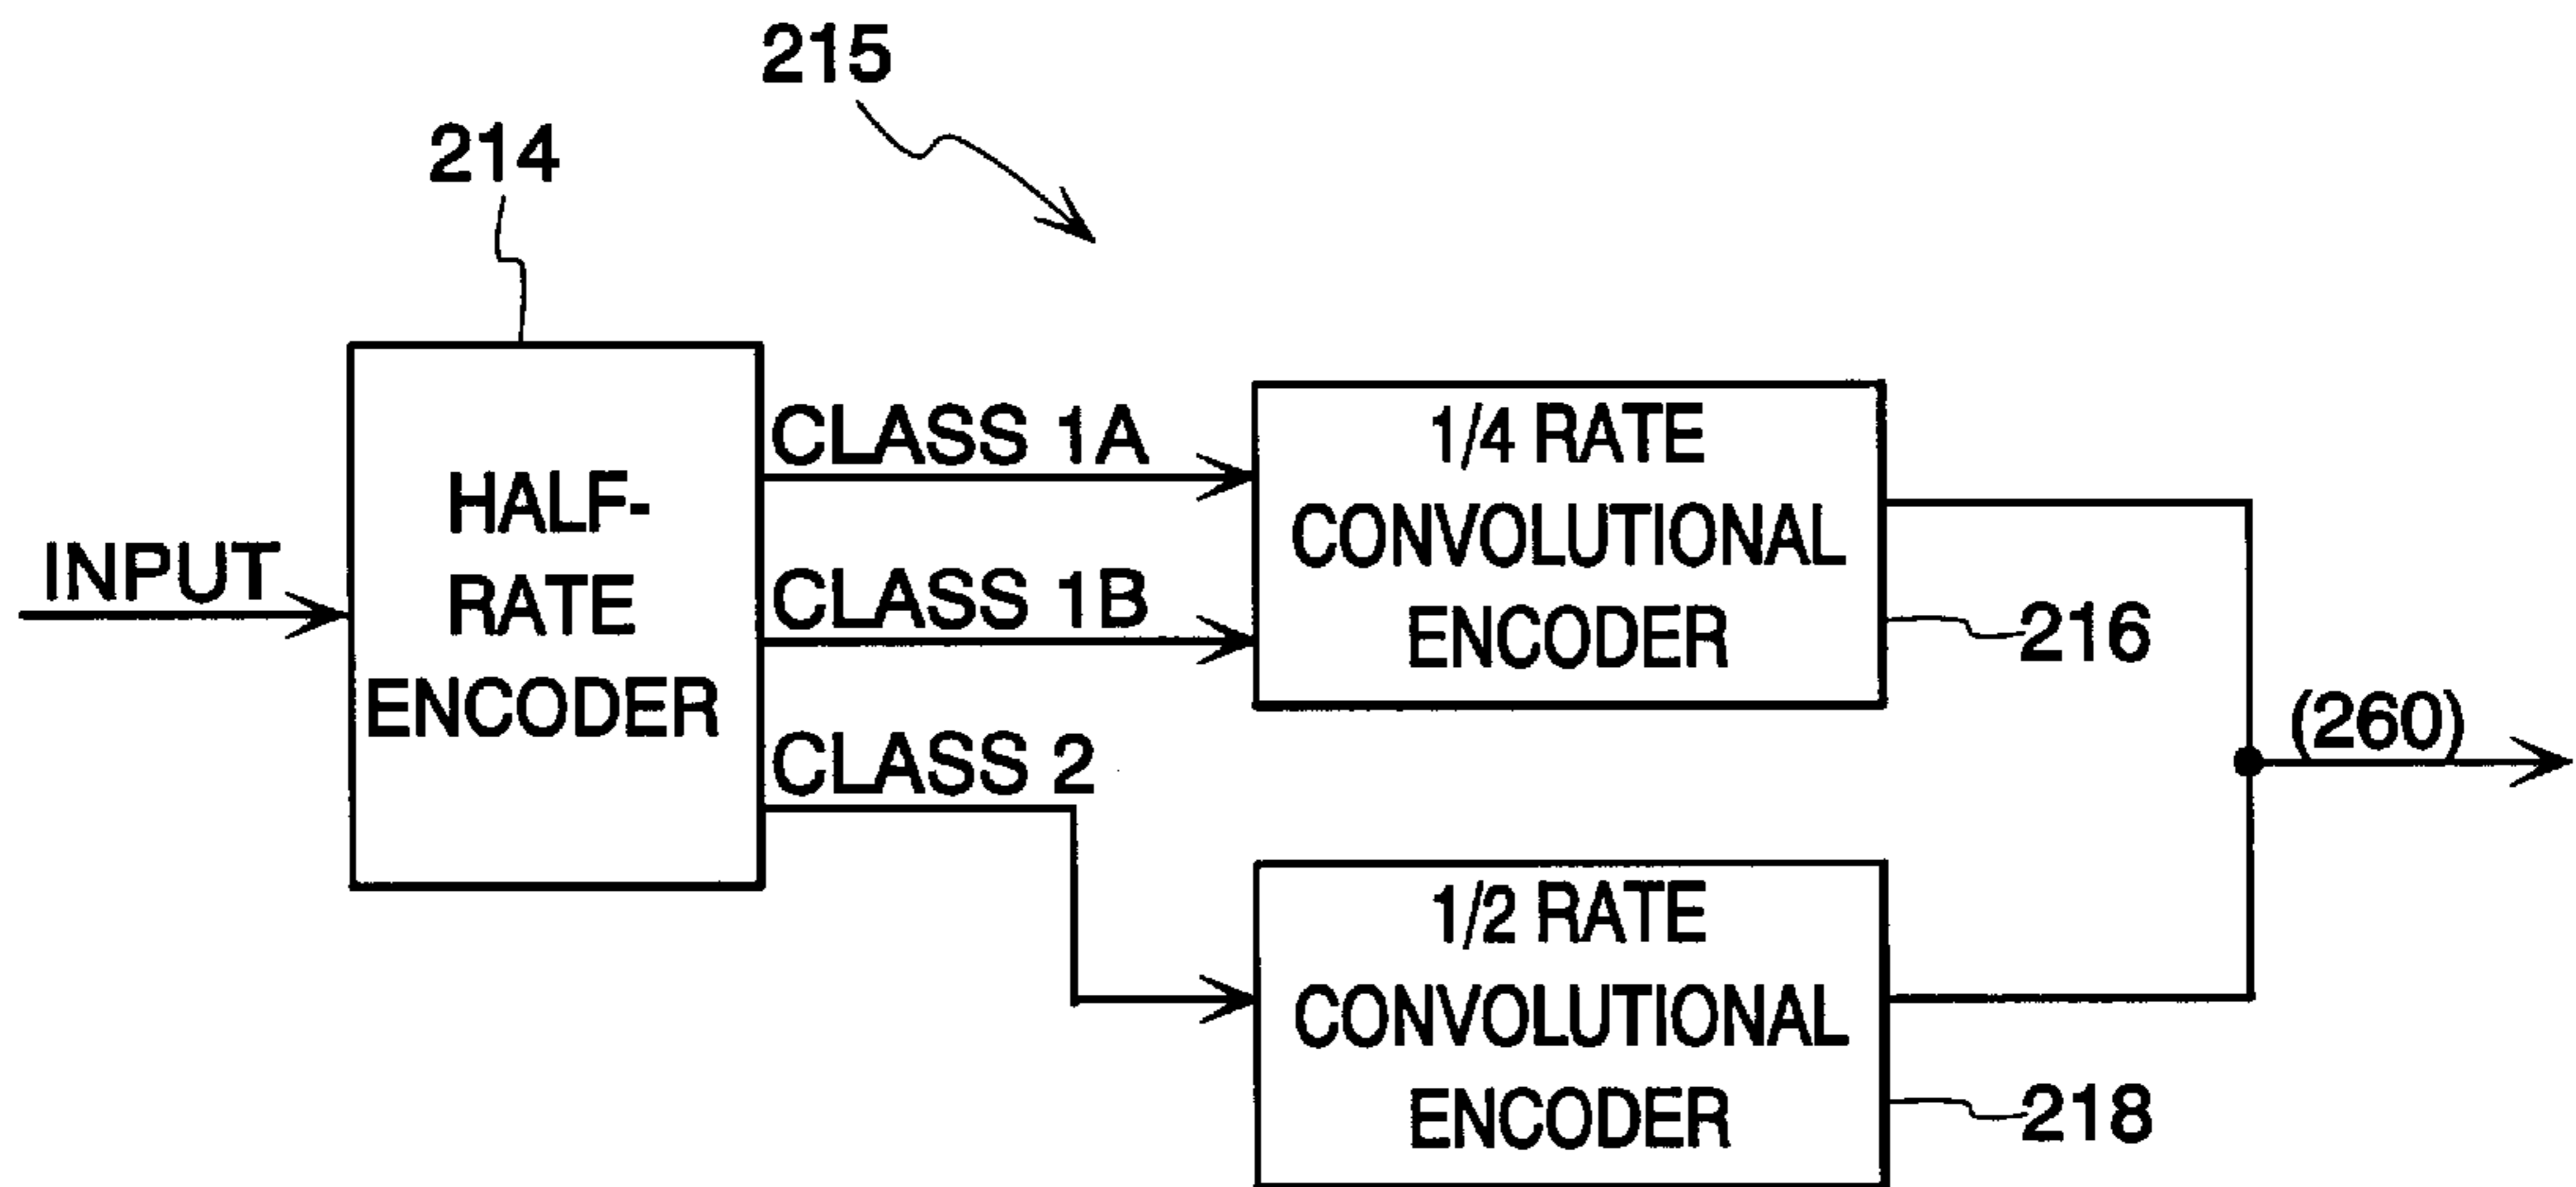 215
214
INPUT
HALF-
RATE
ENCODER
CLASS 1A
CLASS 1B
CLASS 2
1/4 RATE
CONVOLUTIONAL
ENCODER
216
(260)
1/2 RATE
CONVOLUTIONAL
ENCODER
218